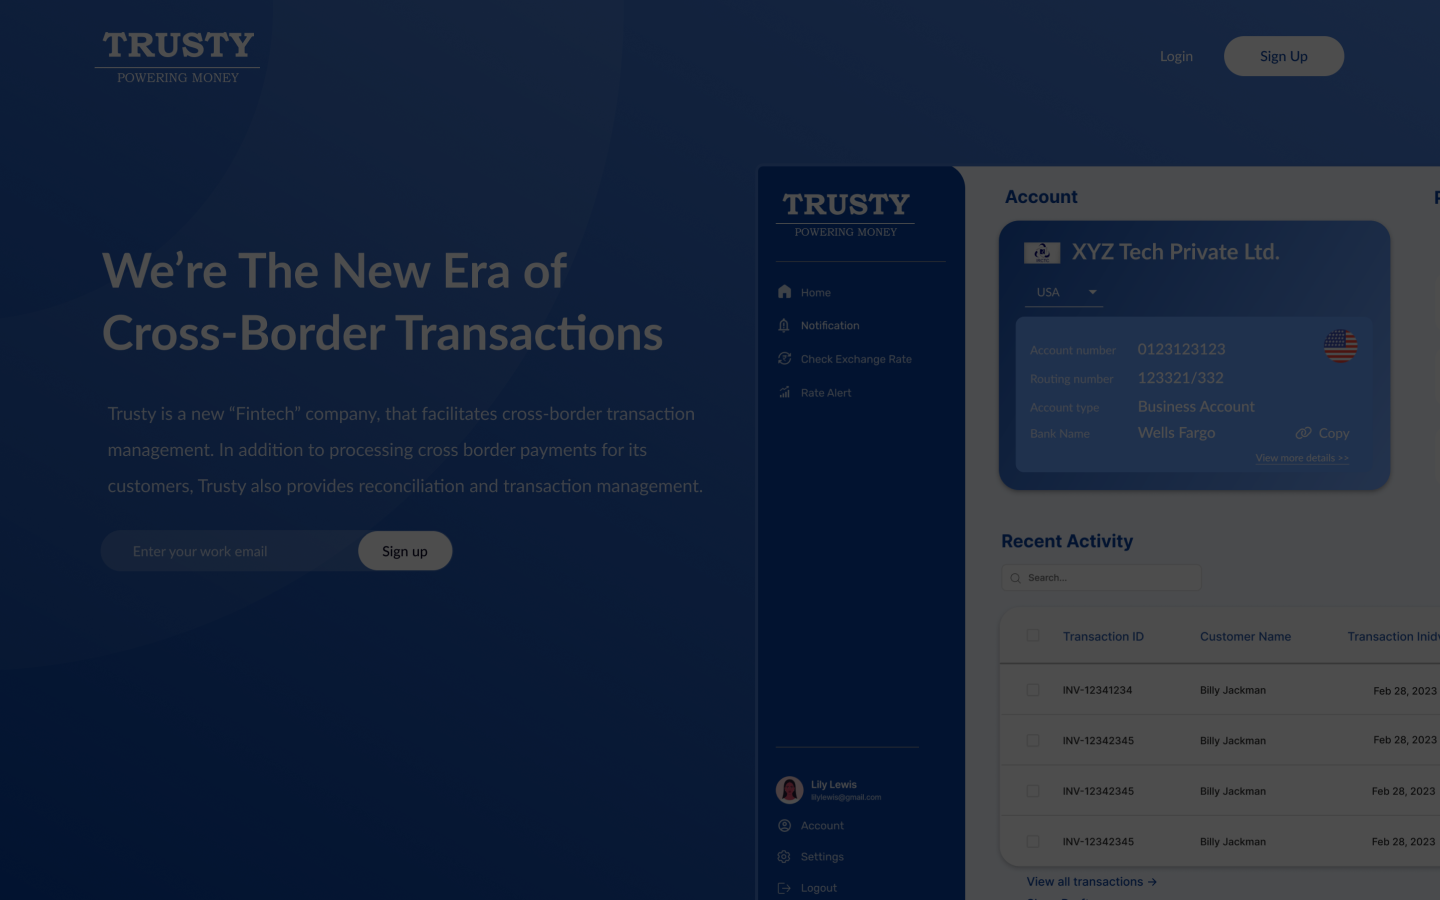 TRUSTY
POWERING MONEY
Login
Sign Up
We’re The New Era of
Cross-Border Transactions
Trusty is a new “Fintech” company, that facilitates cross-border transaction
management. In addition to processing cross border payments for its
customers, Trusty also provides reconciliation and transaction management.
Enter your work email
Sign up
TRUSTY
POWERING MONEY
Home
Notification
Check Exchange Rate
Rate Alert
Lily Lewis
lillylewis@gmail.com
Account
Settings
Logout
Account
XYZ Tech Private Ltd.
USA
Account number 0123123123
Routing number 123321/332
Account type Business Account
Bank Name Wells Fargo
Copy
View more details >>
Recent Activity
Search...
Transaction ID Customer Name Transaction
INV-12341234 Billy Jackman Feb 28, 2023
INV-12342345 Billy Jackman Feb 28, 2023
INV-12342345 Billy Jackman Feb 28, 2023
INV-12342345 Billy Jackman Feb 28, 2023
View all transactions →